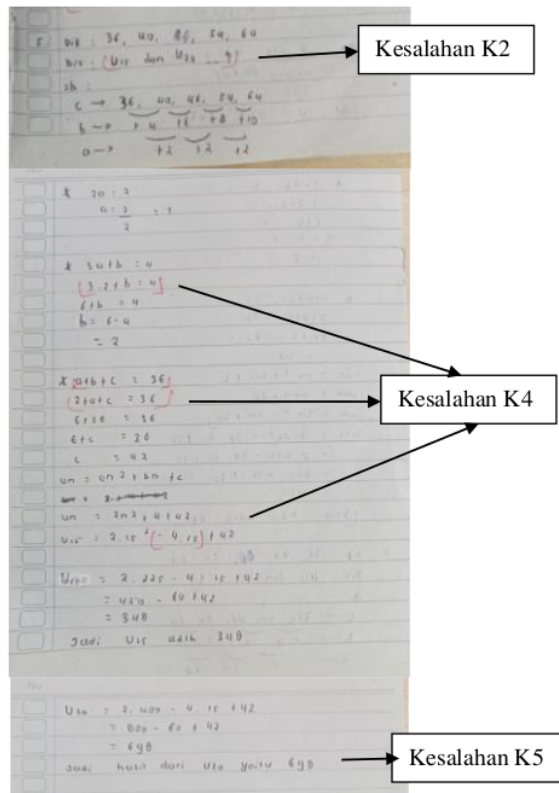 5. Dik : 36, 40, 46, 54, 64
Dit : (U15 dan U20 ... ?)
Kesalahan K2
Jb :
c → 36, 40, 46, 54, 64
b → +4 +6 +8 +10
a → +2 +2 +2
* 2a = 2
a = 2/2 = 1
* 3a+b = 4
[3.2+b = 4]
6+b = 4
b = 6-4
= 2
Kesalahan K4
* [a+b+c = 36]
[2+4+c = 36]
= 36
6+c = 36
c = 42
un = an2 + bn + c
un = 2n2 + 4 + 42
U15 = 2.15² [- 4.15] + 42
= 2.225 - 4.15 + 42
= 450 - 60 + 42
= 348
Jadi U15 adlh 348
U20 = 2.400 - 4.15 + 42
= 800 - 60 + 42
= 698
Jadi hasil dari U20 yaitu 698
Kesalahan K5